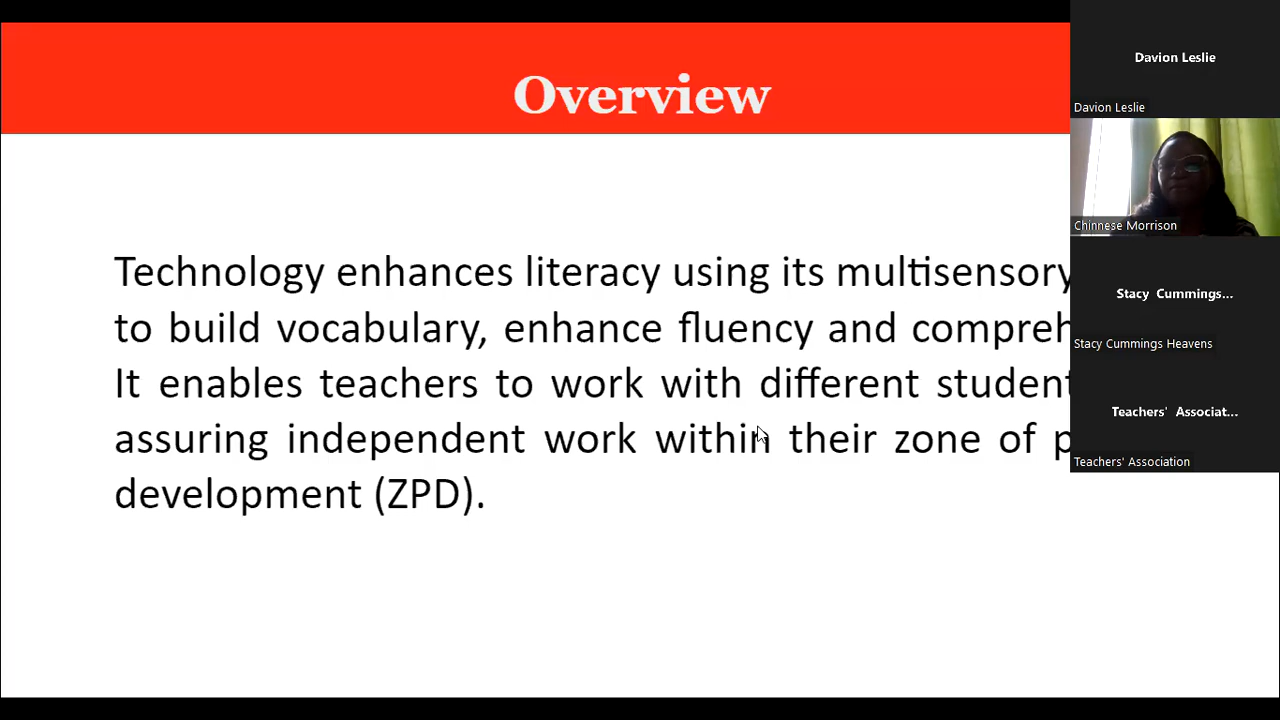 Overview
Technology enhances literacy using its multisensory
to build vocabulary, enhance fluency and compreh
It enables teachers to work with different student
assuring independent work within their zone of p
development (ZPD).
Davion Leslie
Davion Leslie
Chinnese Morrison
Stacy Cummings...
Stacy Cummings Heavens
Teachers' Associat...
Teachers' Association